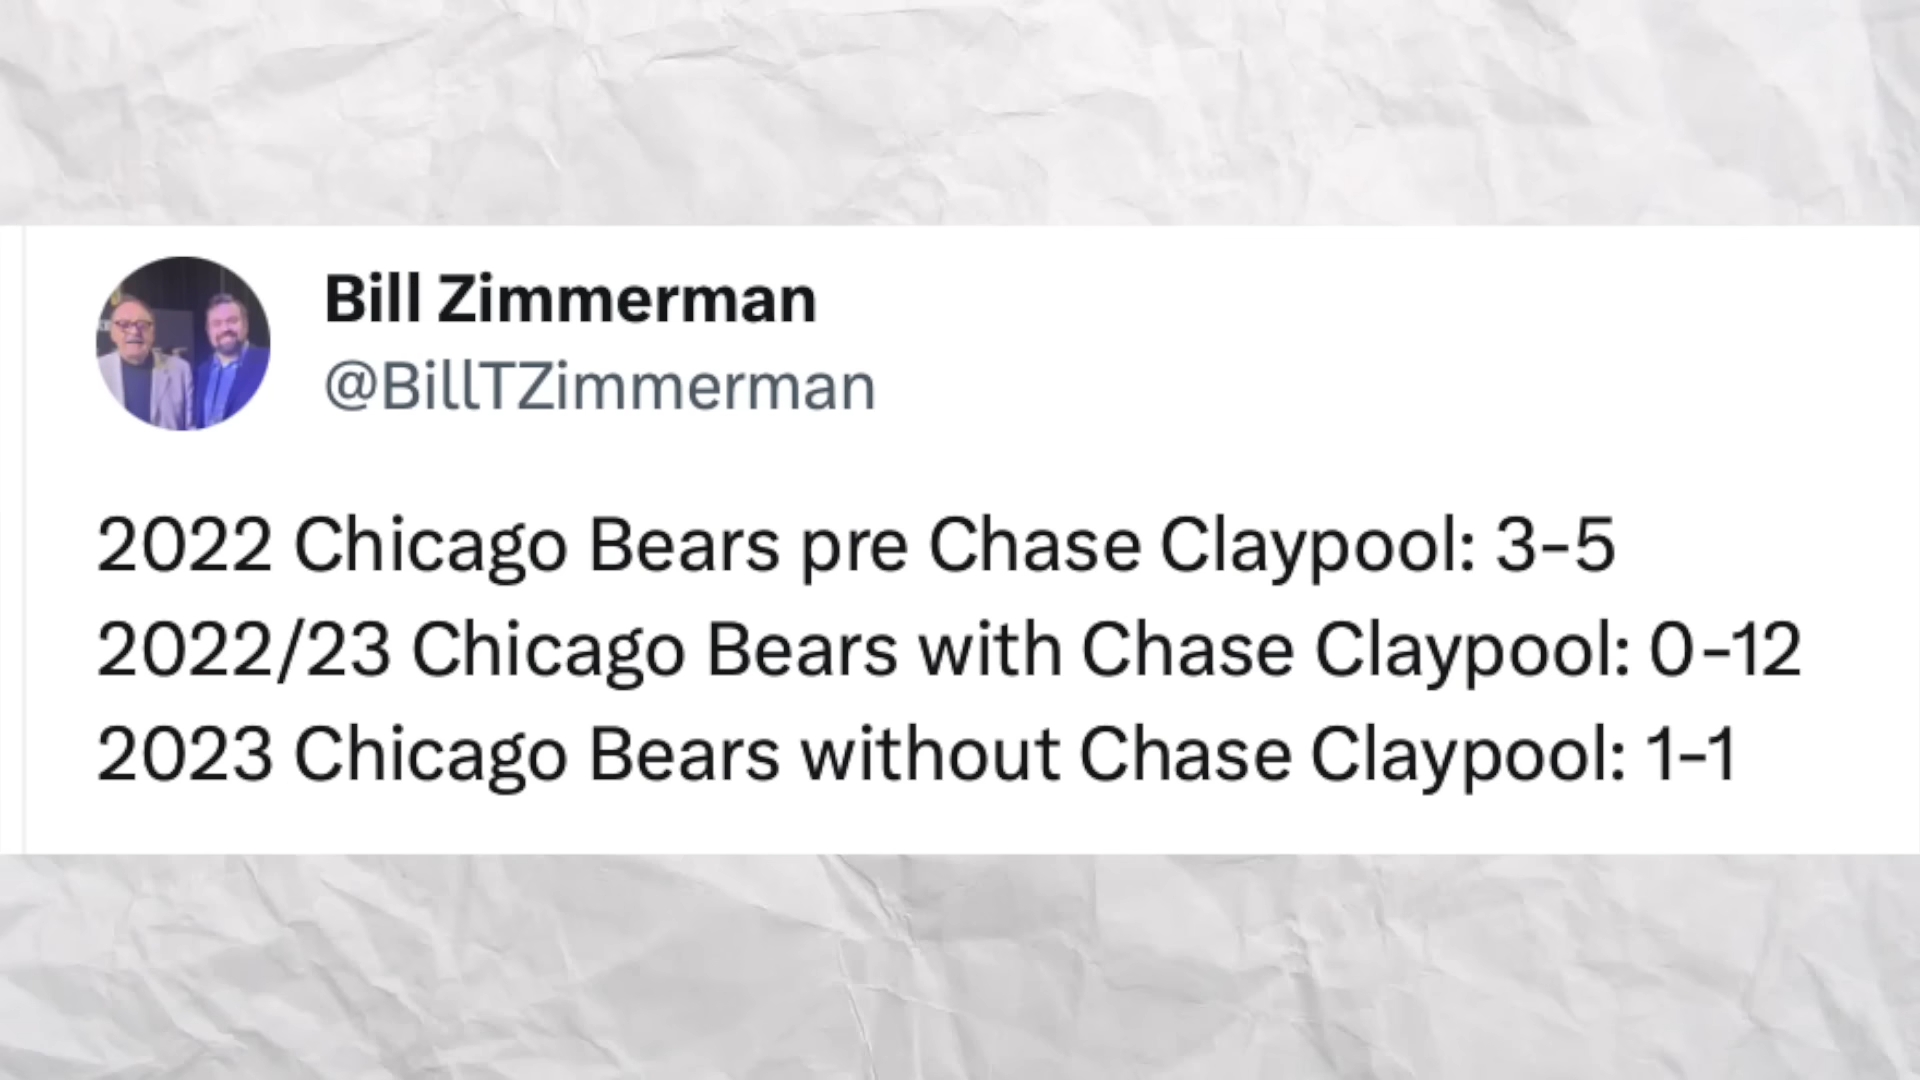 Bill Zimmerman
@BillTZimmerman
2022 Chicago Bears pre Chase Claypool: 3-5
2022/23 Chicago Bears with Chase Claypool: 0-12
2023 Chicago Bears without Chase Claypool: 1-1